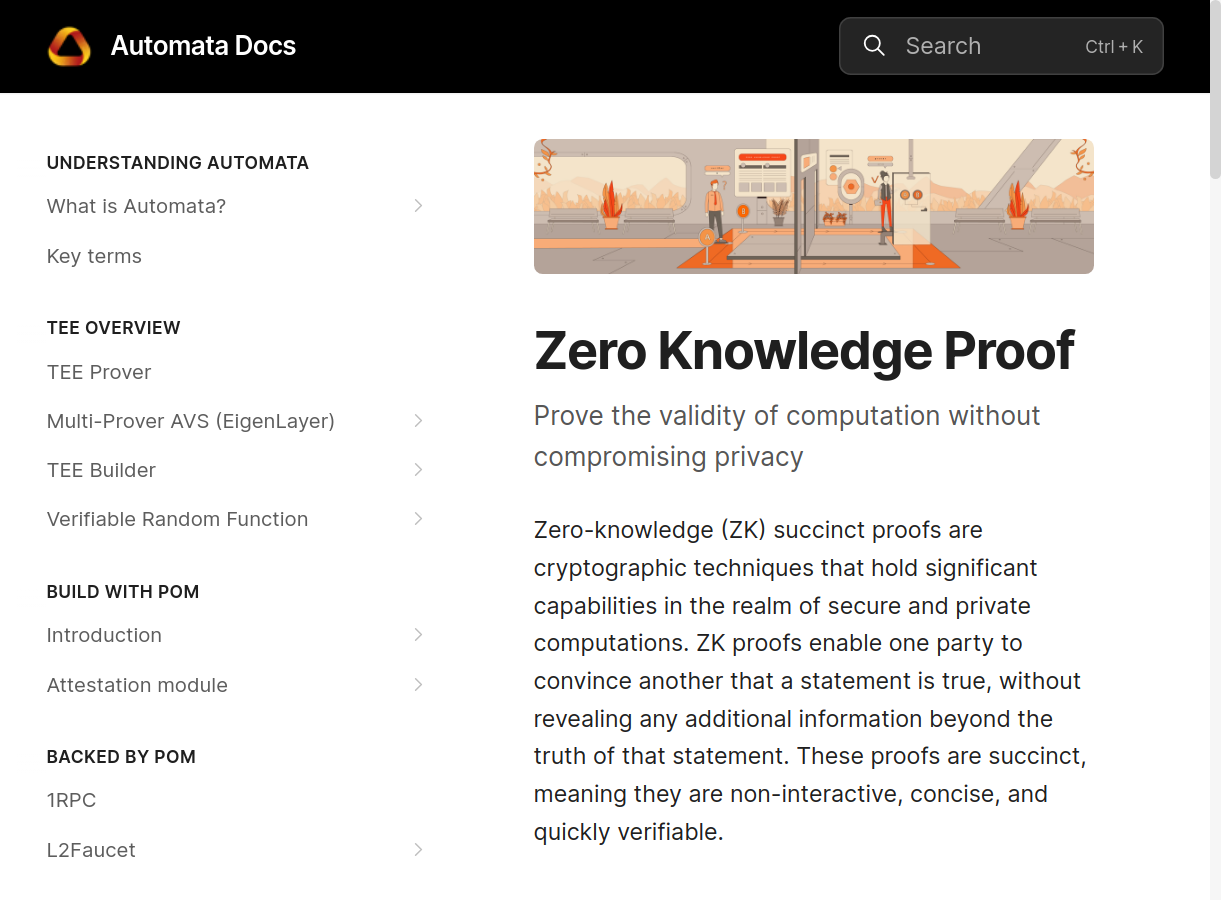 Automata Docs
Search
Ctrl + K
UNDERSTANDING AUTOMATA
What is Automata?
Key terms
TEE OVERVIEW
TEE Prover
Multi-Prover AVS (EigenLayer)
TEE Builder
Verifiable Random Function
BUILD WITH POM
Introduction
Attestation module
BACKED BY POM
1RPC
L2Faucet
A
B
Zero Knowledge Proof
Prove the validity of computation without
compromising privacy
Zero-knowledge (ZK) succinct proofs are
cryptographic techniques that hold significant
capabilities in the realm of secure and private
computations. ZK proofs enable one party to
convince another that a statement is true, without
revealing any additional information beyond the
truth of that statement. These proofs are succinct,
meaning they are non-interactive, concise, and
quickly verifiable.